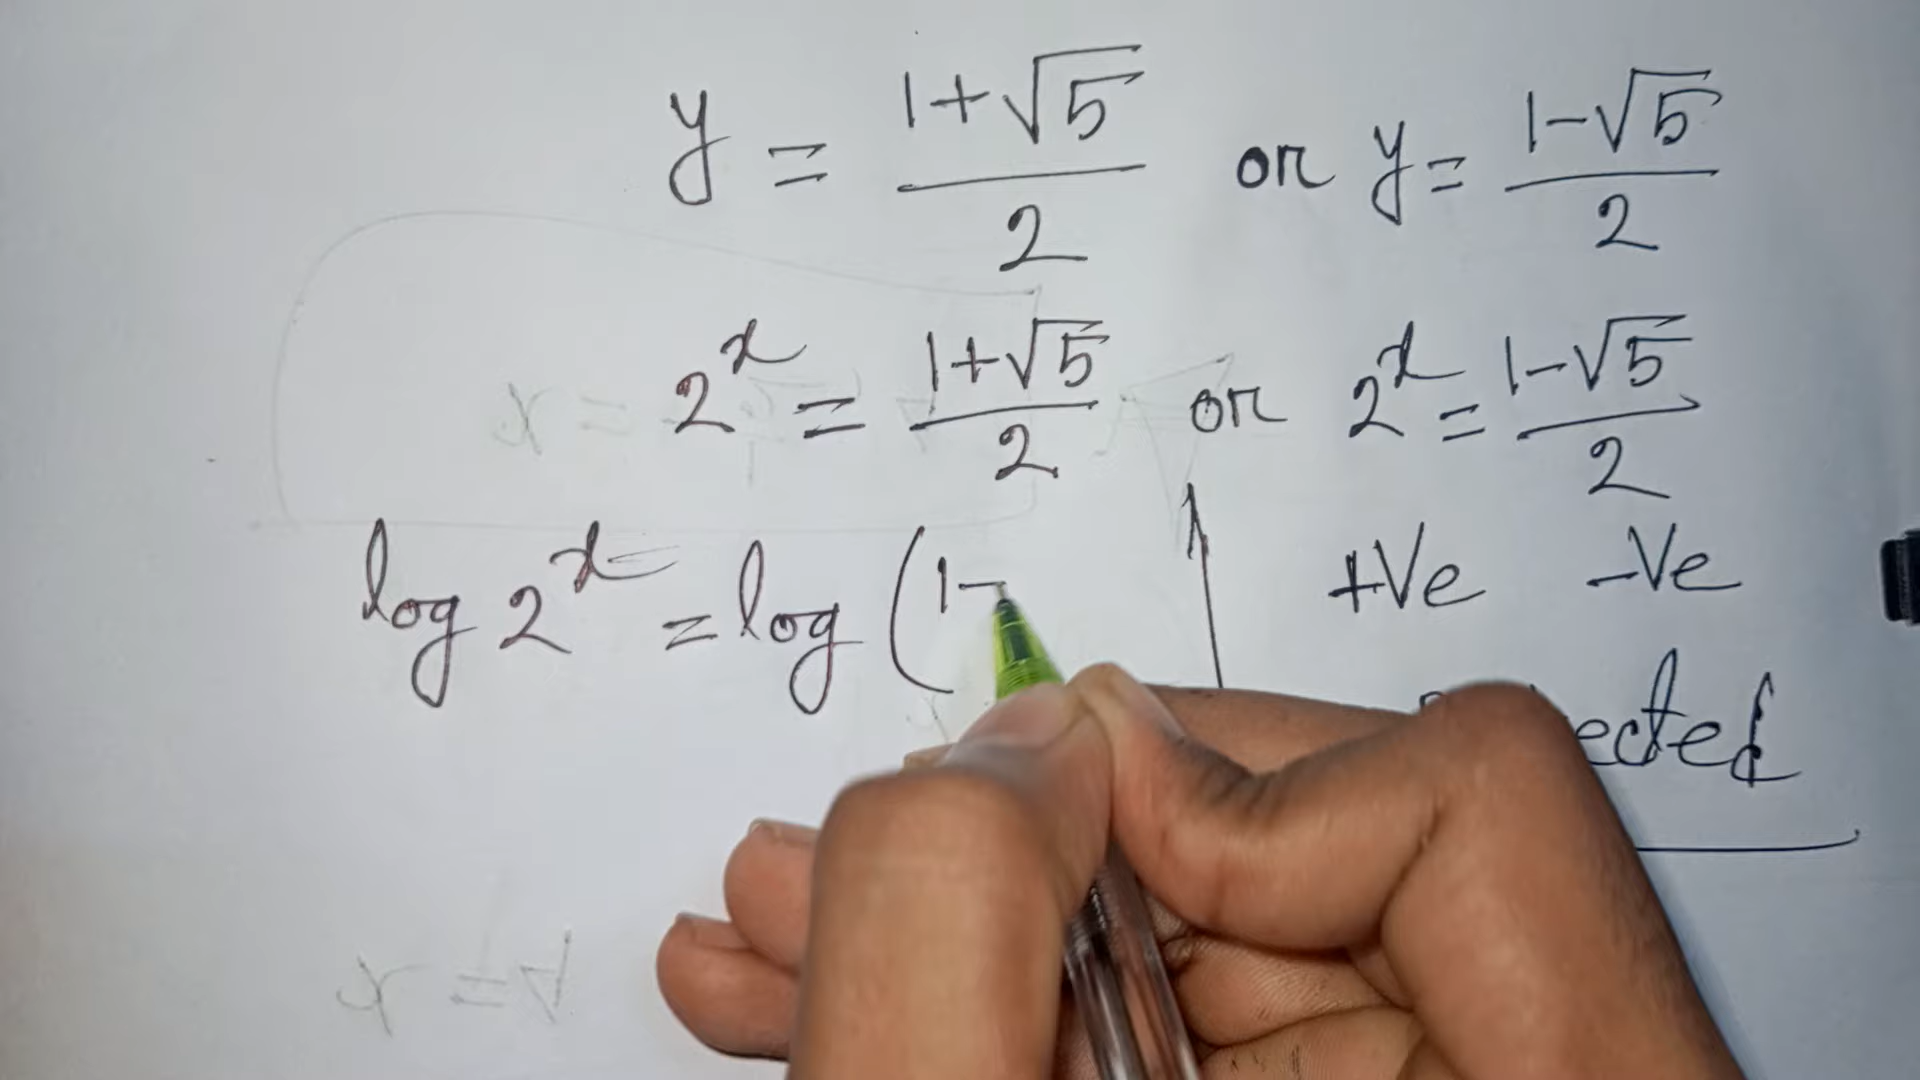 y = (1+√5)/2 or y = (1-√5)/2
2^x = (1+√5)/2 or 2^x = (1-√5)/2
+Ve -Ve
log 2^x = log (1-
ected